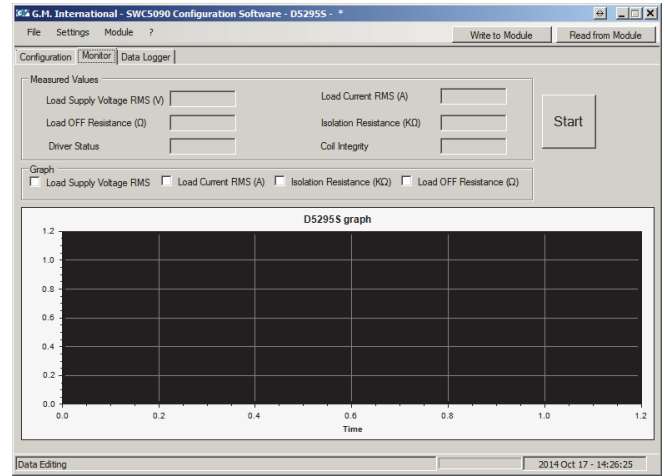 G.M. International - SWC5090 Configuration Software - D5295S - *
File Settings Module ? Write to Module Read from Module
Configuration Monitor Data Logger
Measured Values
Load Supply Voltage RMS (V) Load Current RMS (A)
Load OFF Resistance (Ω) Isolation Resistance (KΩ)
Driver Status Coil Integrity
Start
Graph
Load Supply Voltage RMS Load Current RMS (A) Isolation Resistance (KΩ) Load OFF Resistance (Ω)
D5295S graph
1.2
1.0
0.8
0.6
0.4
0.2
0.0
0.0 0.2 0.4 0.6 0.8 1.0 1.2
Time
Data Editing 2014 Oct 17 - 14:26:25